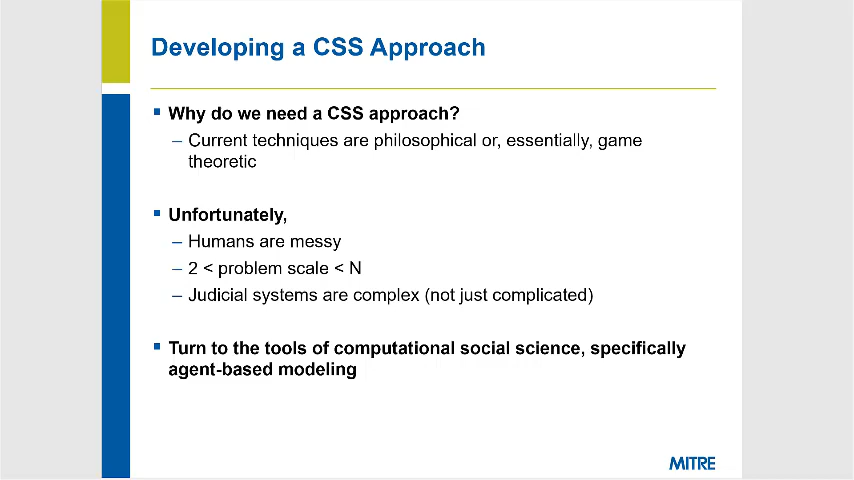 Developing a CSS Approach
▪ Why do we need a CSS approach?
– Current techniques are philosophical or, essentially, game
theoretic
▪ Unfortunately,
– Humans are messy
– 2 < problem scale < N
– Judicial systems are complex (not just complicated)
▪ Turn to the tools of computational social science, specifically
agent-based modeling
MITRE